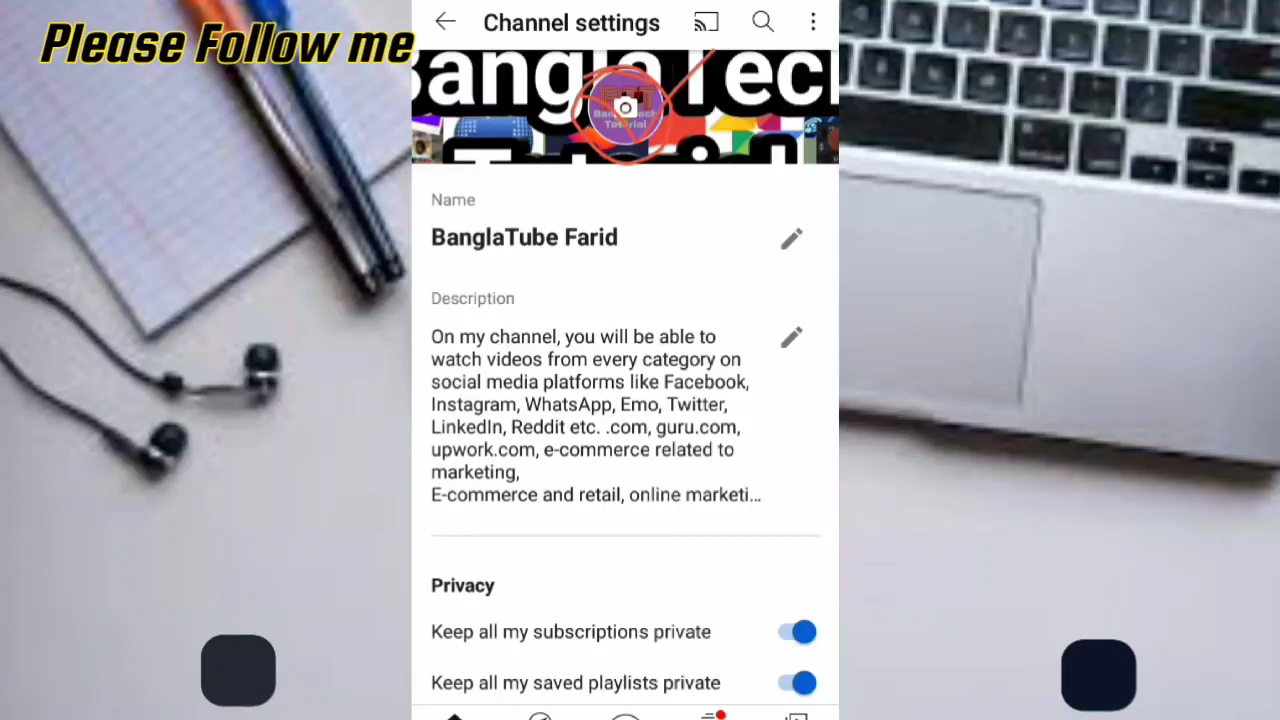 Please Follow me
Channel settings
BanglaTech
BanglaTech
Tutorial
Name
BanglaTube Farid
Description
On my channel, you will be able to
watch videos from every category on
social media platforms like Facebook,
Instagram, WhatsApp, Emo, Twitter,
LinkedIn, Reddit etc. .com, guru.com,
upwork.com, e-commerce related to
marketing,
E-commerce and retail, online marketi...
Privacy
Keep all my subscriptions private
Keep all my saved playlists private